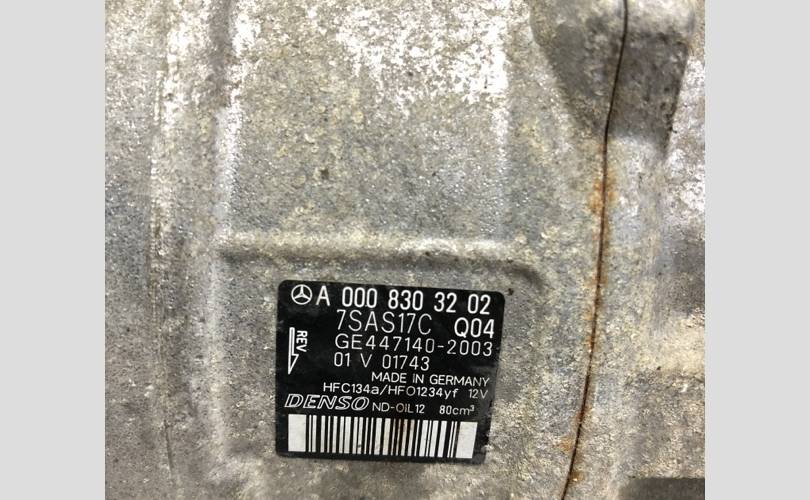 A 000 830 32 02
7SAS17C Q04
GE447140-2003
REV
01 V 01743
MADE IN GERMANY
HFC134a/HFO1234yf 12V
DENSO ND-OIL12 80cm³